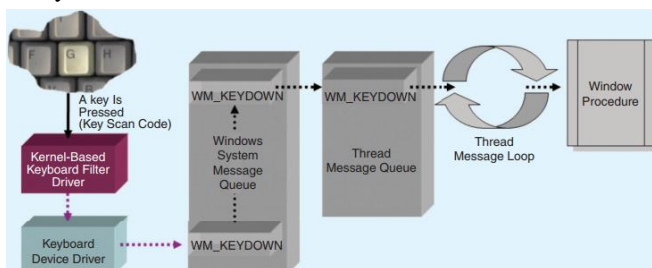 F
G
H
A key Is
Pressed
(Key Scan Code)
Kernel-Based
Keyboard Filter
Driver
Keyboard
Device Driver
WM_KEYDOWN
Windows
System
Message
Queue
WM_KEYDOWN
WM_KEYDOWN
Thread
Message Queue
Thread
Message Loop
Window
Procedure